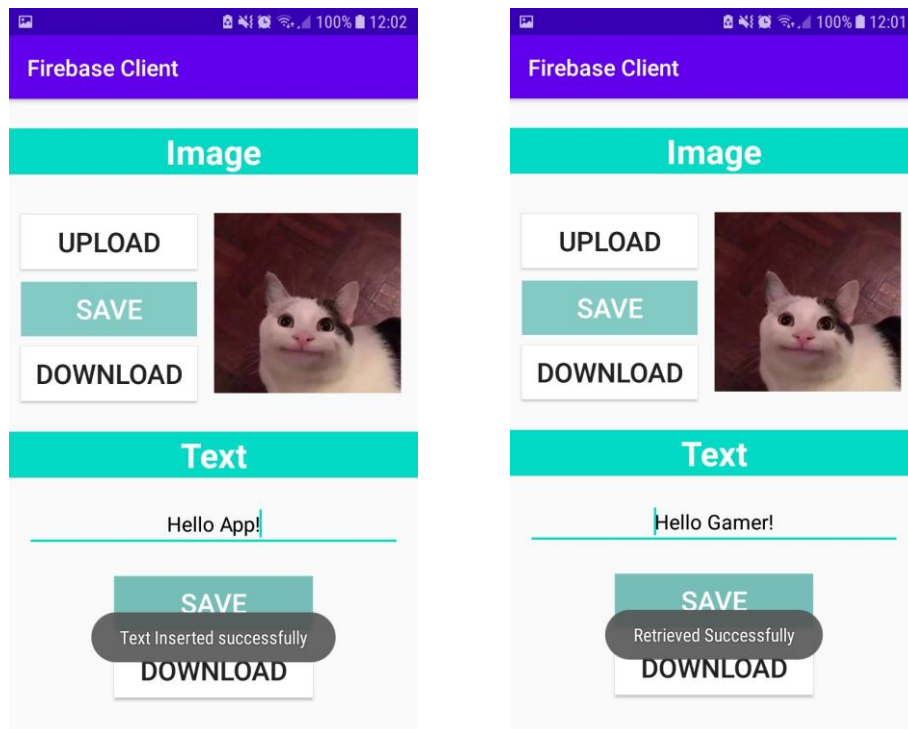 100% 12:02
Firebase Client
Image
UPLOAD
SAVE
DOWNLOAD
Text
Hello App!
SAVE
Text Inserted successfully
DOWNLOAD
100% 12:01
Firebase Client
Image
UPLOAD
SAVE
DOWNLOAD
Text
Hello Gamer!
SAVE
Retrieved Successfully
DOWNLOAD